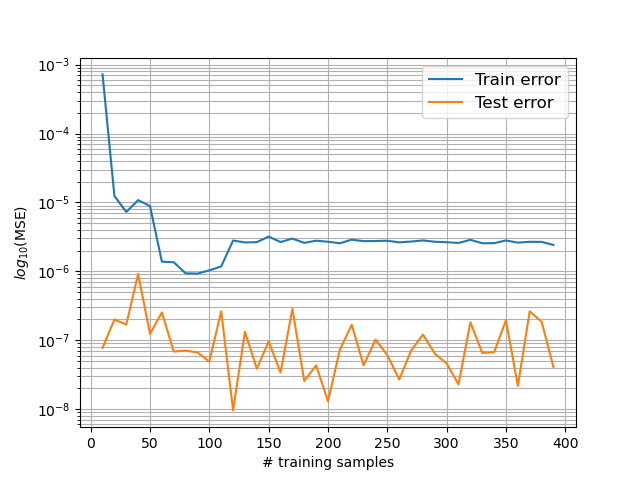 10⁻³
10⁻⁴
10⁻⁵
10⁻⁶
10⁻⁷
10⁻⁸
log₁₀(MSE)
Train error
Test error
0 50 100 150 200 250 300 350 400
# training samples